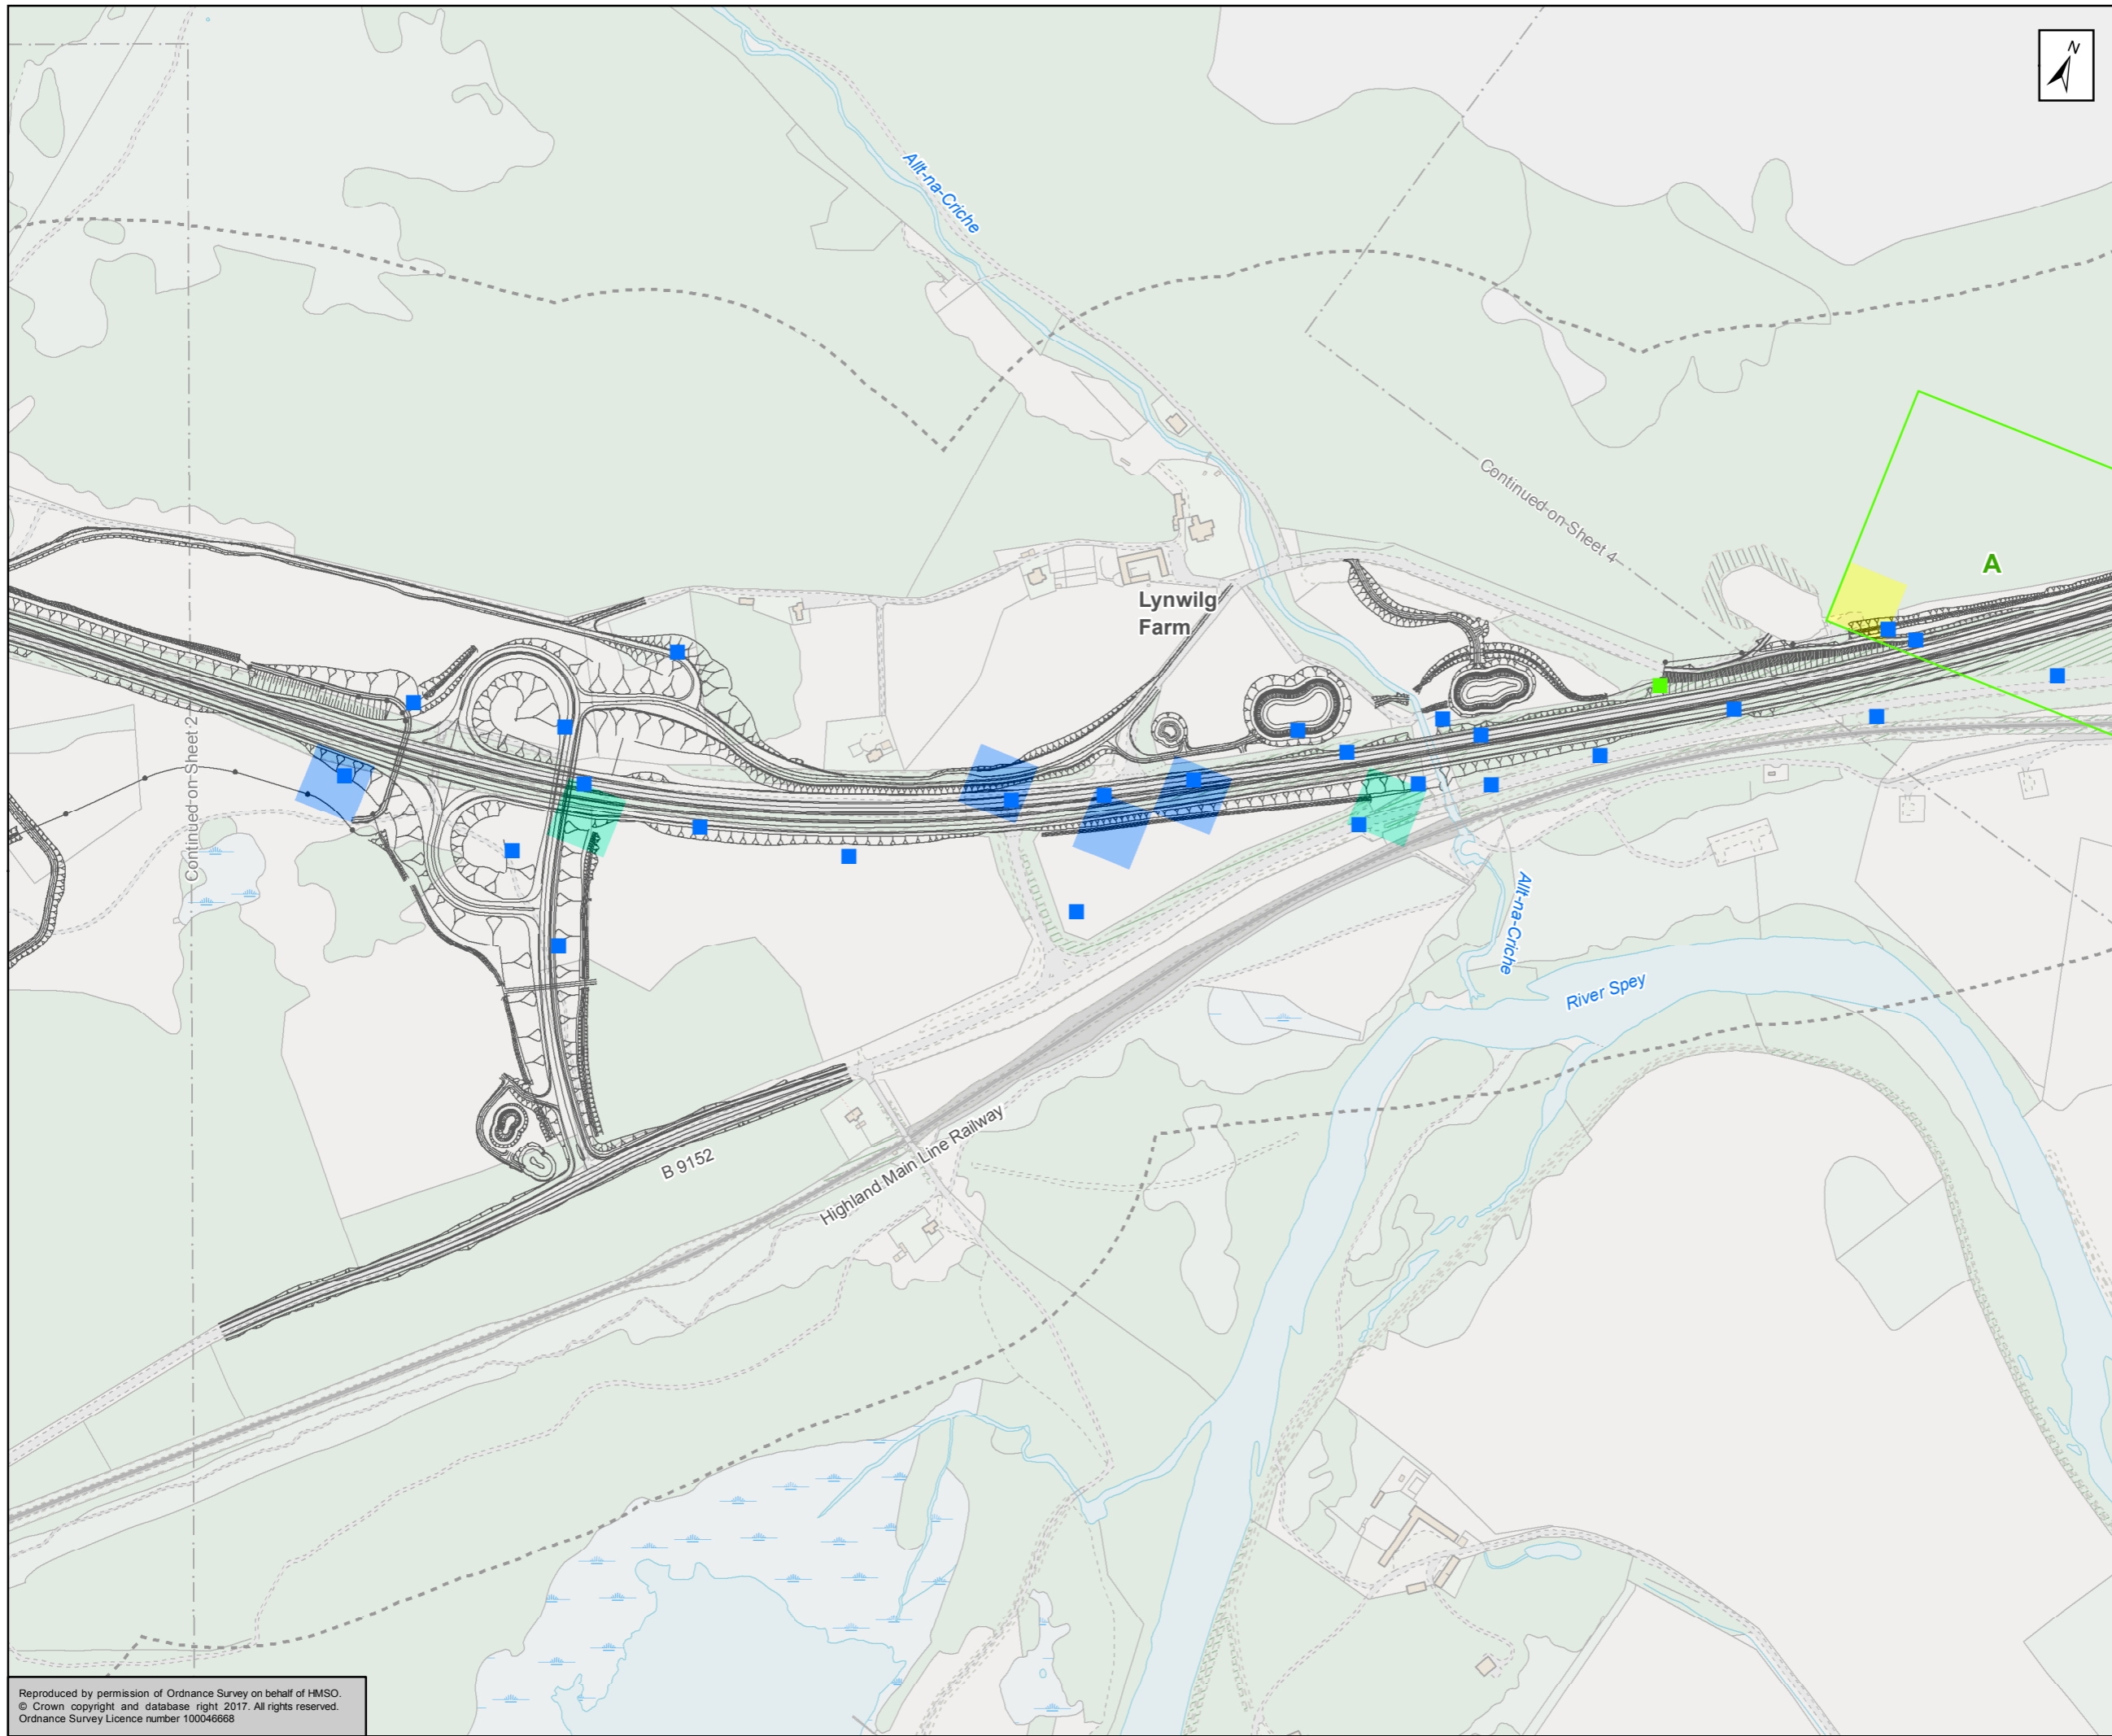 N
Allt-na-Criche
Continued-on-Sheet 4
A
Lynwilg
Farm
Continued-on-Sheet-2
Allt-na-Criche
River Spey
B 9152
Highland Main Line Railway
Reproduced by permission of Ordnance Survey on behalf of HMSO.
© Crown copyright and database right 2017. All rights reserved.
Ordnance Survey Licence number 100046668